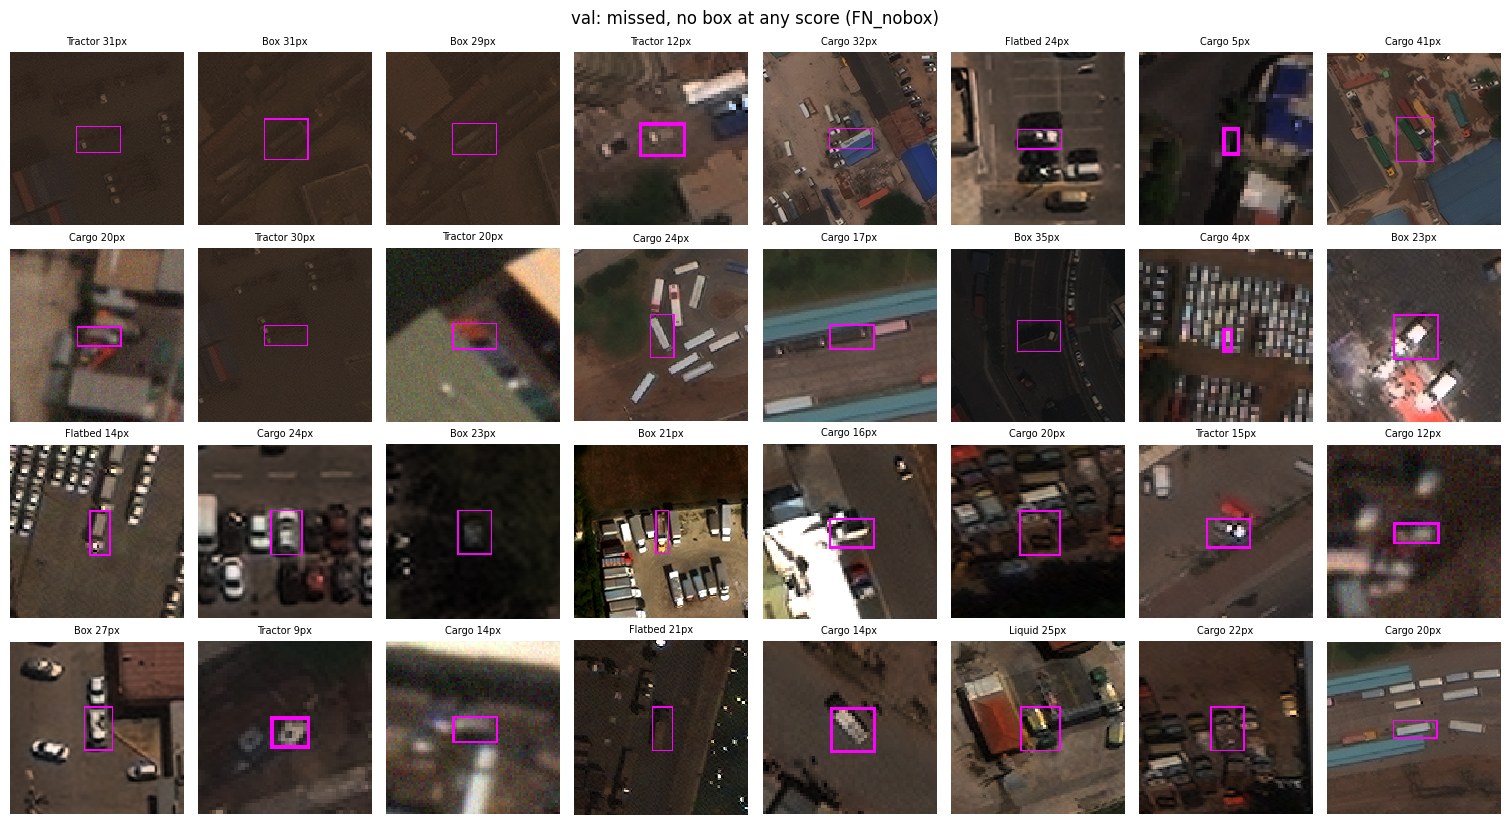 val: missed, no box at any score (FN_nobox)
Tractor 31px
Box 31px
Box 29px
Tractor 12px
Cargo 32px
Flatbed 24px
Cargo 5px
Cargo 41px
Cargo 20px
Tractor 30px
Tractor 20px
Cargo 24px
Cargo 17px
Box 35px
Cargo 4px
Box 23px
Flatbed 14px
Cargo 24px
Box 23px
Box 21px
Cargo 16px
Cargo 20px
Tractor 15px
Cargo 12px
Box 27px
Tractor 9px
Cargo 14px
Flatbed 21px
Cargo 14px
Liquid 25px
Cargo 22px
Cargo 20px